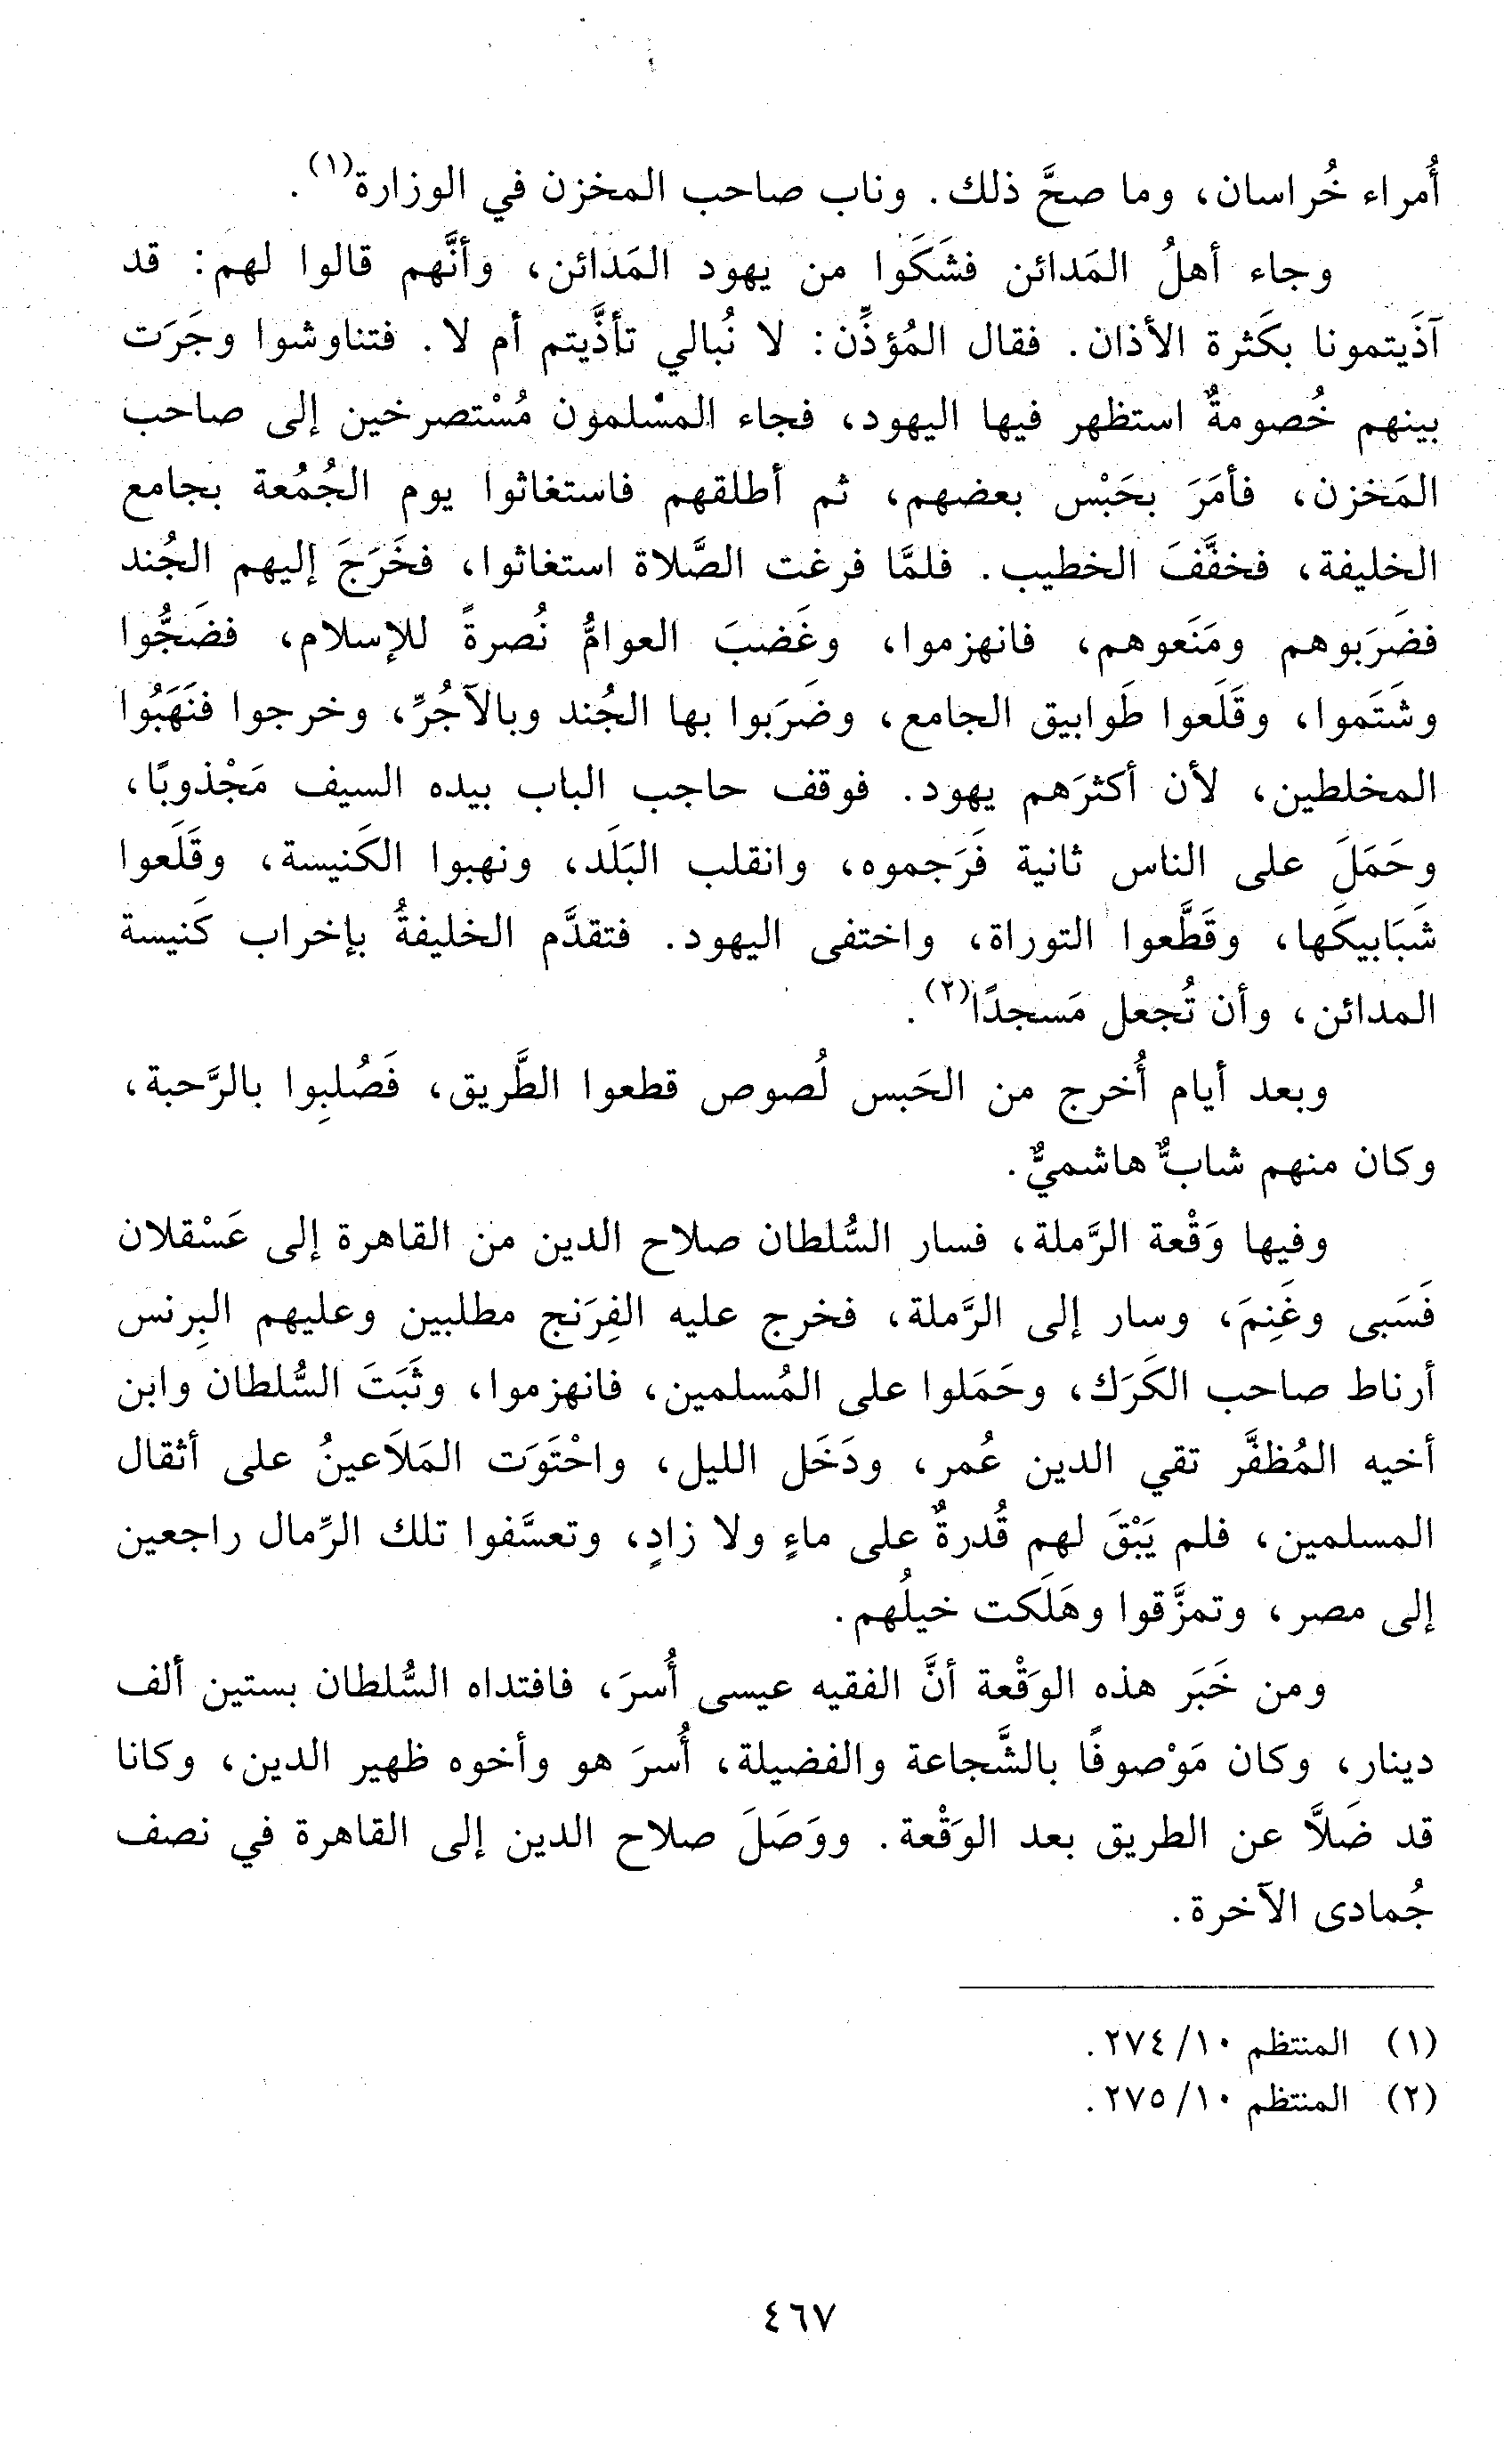 أُمراء خُراسان، وما صحَّ ذلك. وناب صاحب المخزن في الوزارة(١).
وجاء أهلُ المَدائن فشَكَوا من يهود المَدائن، وأنَّهم قالوا لهم: قد
آذَيتمونا بكَثرة الأذان. فقال المُؤذِّن: لا نُبالي تأذَّيتم أم لا. فتناوشوا وجَرَت
بينهم خُصومةٌ استظهر فيها اليهود، فجاء المسْلمون مُسْتصرخين إلى صاحب
المَخزن، فأمَرَ بحَبْس بعضهم، ثم أطلقهم فاستغاثوا يوم الجُمُعة بجامع
الخليفة، فخفَّفَ الخطيب. فلمَّا فرغت الصَّلاة استغاثوا، فخَرَجَ إليهم الجُند
فضَرَبوهم ومَنَعوهم، فانهزموا، وغَضبَ العوامُّ نُصرةً للإسلام، فضَجُّوا
وشَتَموا، وقَلَعوا طَوابيق الجامع، وضَرَبوا بها الجُند وبالآجُرِّ، وخرجوا فنَهَبُوا
المخلطين، لأن أكثرَهم يهود. فوقف حاجب الباب بيده السيف مَجْذوبًا،
وحَمَلَ على الناس ثانية فَرَجموه، وانقلب البَلَد، ونهبوا الكَنيسة، وقَلَعوا
شَبَابيكَها، وقَطَّعوا التوراة، واختفى اليهود. فتقدَّم الخليفةُ بإخراب كَنيسة
المدائن، وأن تُجعل مَسجدًا(٢).
وبعد أيام أُخرج من الحَبس لُصوص قطعوا الطَّريق، فَصُلبِوا بالرَّحبة،
وكان منهم شابٌّ هاشميٌّ.
وفيها وَقْعة الرَّملة، فسار السُّلطان صلاح الدين من القاهرة إلى عَسْقلان
فَسَبى وغَنِمَ، وسار إلى الرَّملة، فخرج عليه الفِرَنج مطلبين وعليهم البِرنس
أرناط صاحب الكَرَك، وحَمَلوا على المُسلمين، فانهزموا، وثَبَتَ السُّلطان وابن
أخيه المُظفَّر تقي الدين عُمر، ودَخَل الليل، واحْتَوَت المَلاَعينُ على أثقال
المسلمين، فلم يَبْقَ لهم قُدرةٌ على ماءٍ ولا زادٍ، وتعسَّفوا تلك الرِّمال راجعين
إلى مصر، وتمزَّقوا وهَلَكت خيلُهم.
ومن خَبَر هذه الوَقْعة أنَّ الفقيه عيسى أُسرَ، فافتداه السُّلطان بستين ألف
دينار، وكان مَوْصوفًا بالشَّجاعة والفضيلة، أُسرَ هو وأخوه ظهير الدين، وكانا
قد ضَلاَّ عن الطريق بعد الوَقْعة. ووَصَلَ صلاح الدين إلى القاهرة في نصف
جُمادى الآخرة.
(١) المنتظم ١٠/ ٢٧٤.
(٢) المنتظم ١٠/ ٢٧٥.
٤٦٧